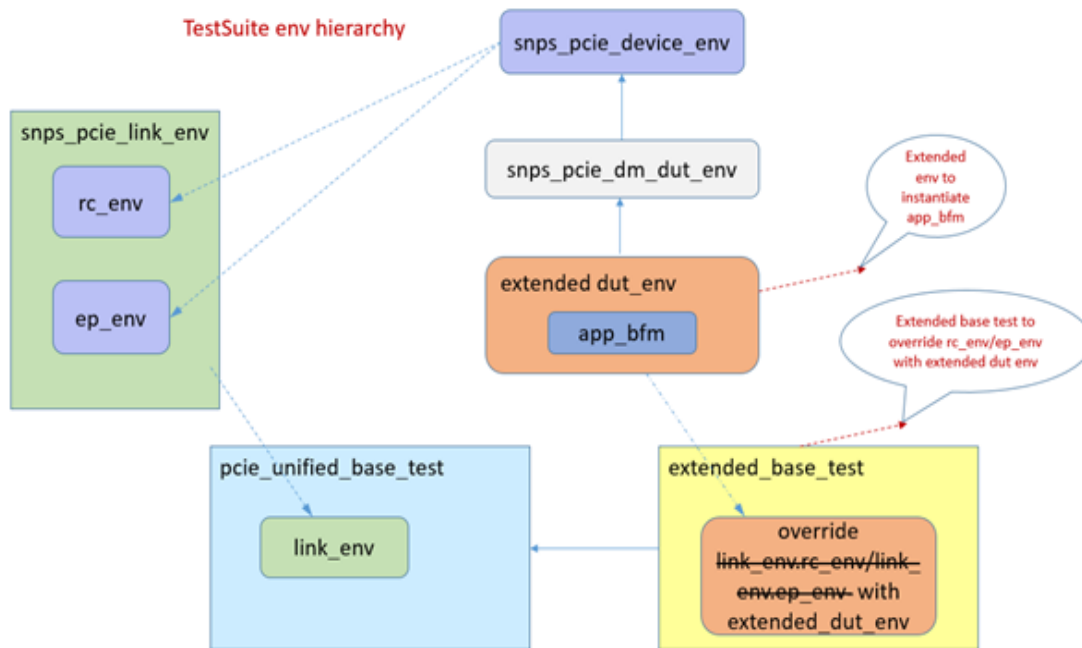 TestSuite env hierarchy
snps_pcie_device_env
snps_pcie_link_env
rc_env
ep_env
snps_pcie_dm_dut_env
Extended
env to
instantiate
app_bfm
extended dut_env
app_bfm
Extended base test to
override rc_env/ep_env
with extended dut env
pcie_unified_base_test
link_env
extended_base_test
override
link_env.rc_env/link_
env.ep_env with
extended_dut_env